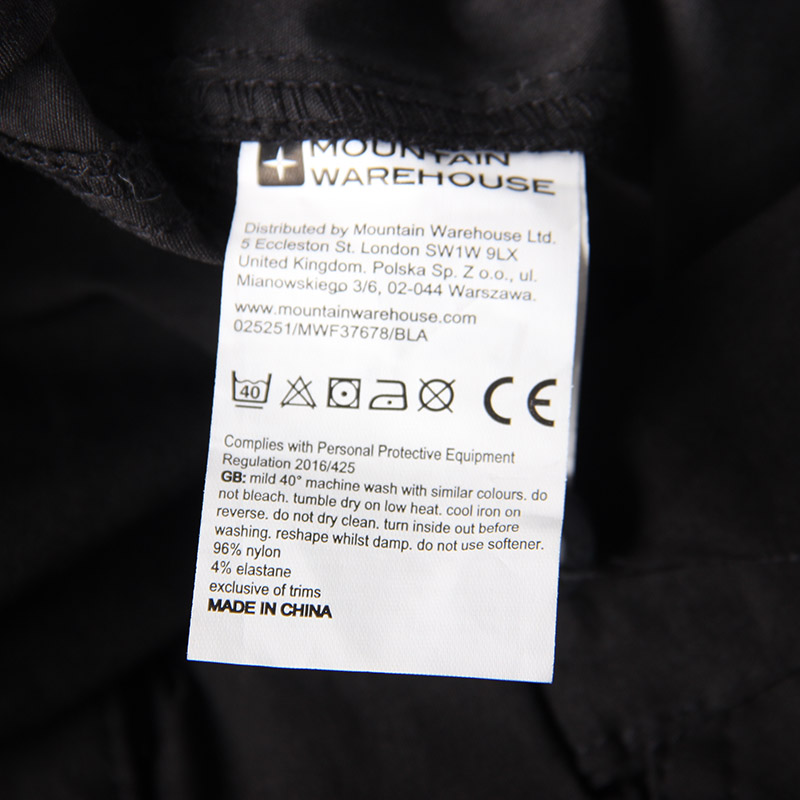 MOUNTAIN
WAREHOUSE
Distributed by Mountain Warehouse Ltd.
5 Eccleston St. London SW1W 9LX
United Kingdom. Polska Sp. Z o.o., ul.
Mianowskiego 3/6, 02-044 Warszawa.
www.mountainwarehouse.com
025251/MWF37678/BLA
40 CE
Complies with Personal Protective Equipment
Regulation 2016/425
GB: mild 40° machine wash with similar colours. do
not bleach. tumble dry on low heat. cool iron on
reverse. do not dry clean. turn inside out before
washing. reshape whilst damp. do not use softener.
96% nylon
4% elastane
exclusive of trims
MADE IN CHINA